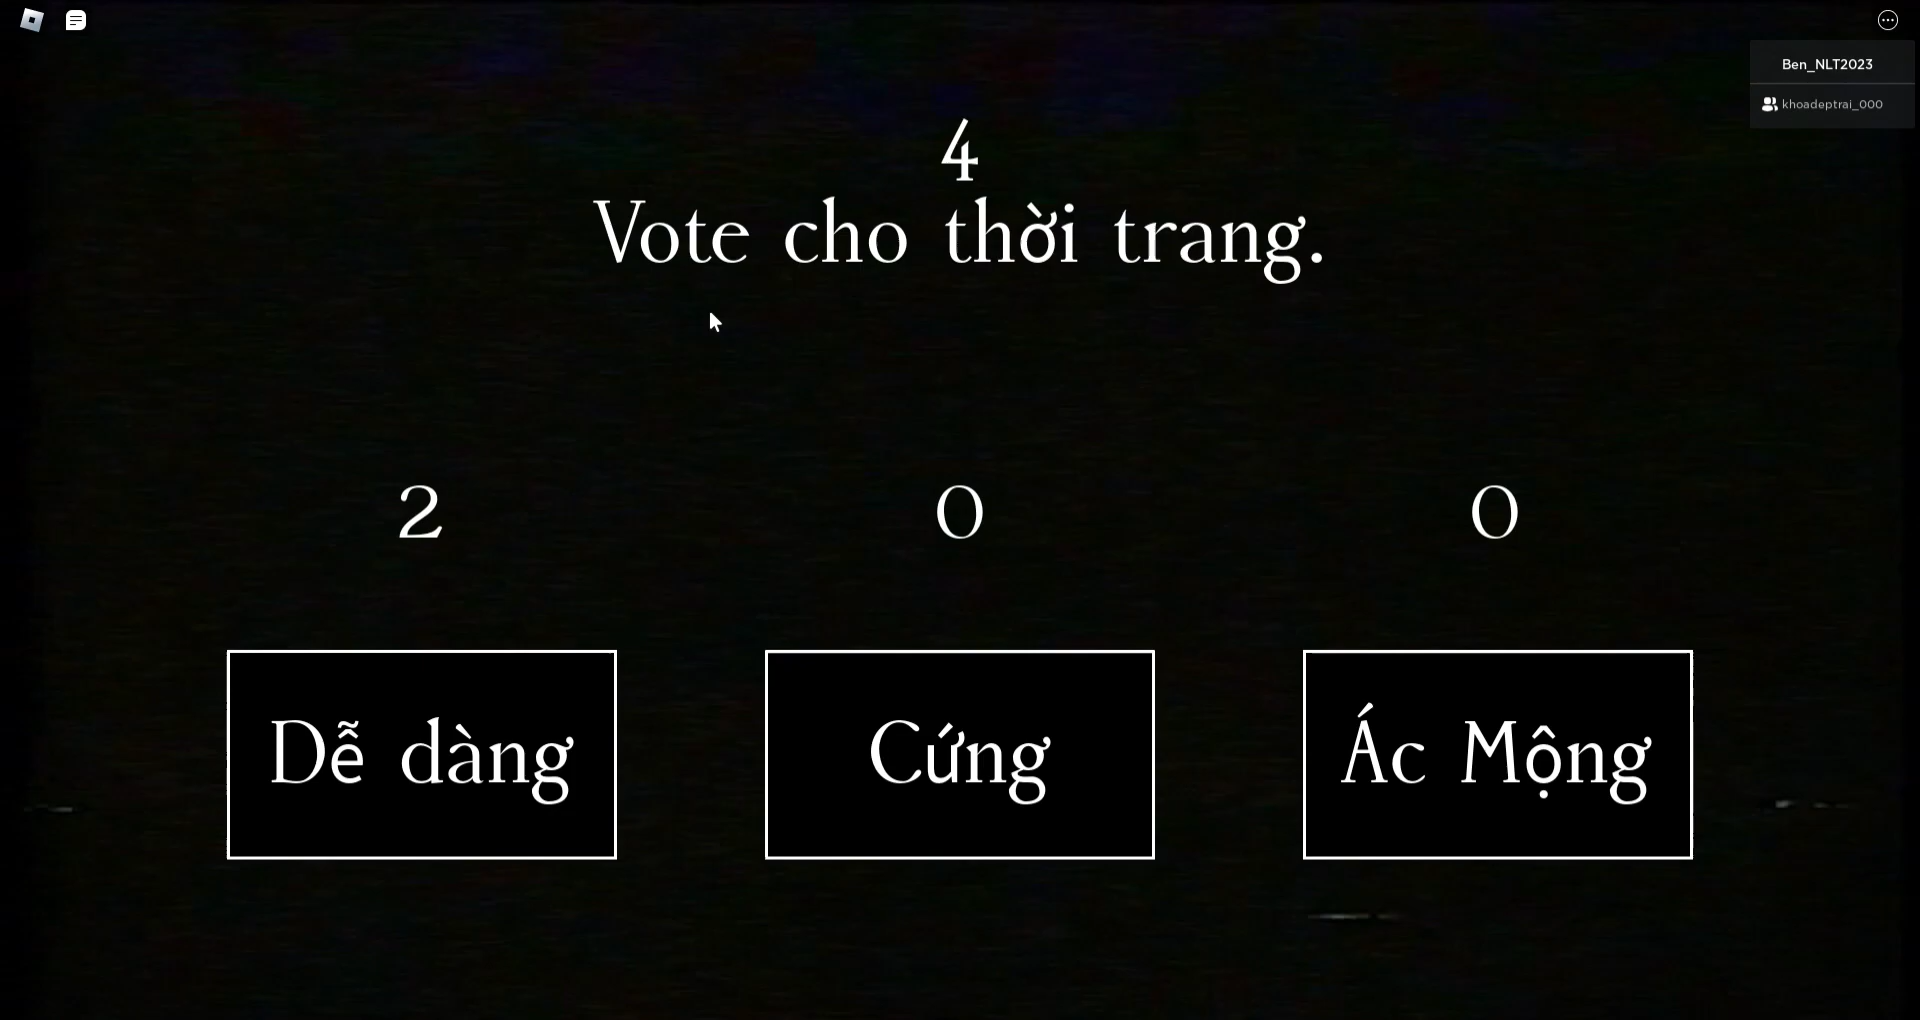 Ben_NLT2023
khoadeptrai_000
4
Vote cho thời trang.
2
0
0
Dễ dàng
Cứng
Ác Mộng